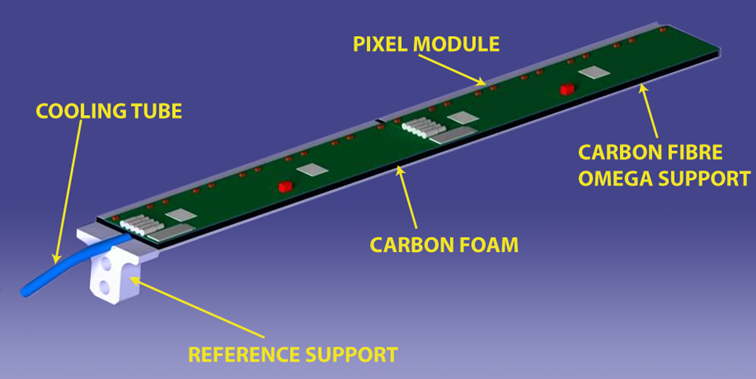 PIXEL MODULE
COOLING TUBE
CARBON FIBRE
OMEGA SUPPORT
CARBON FOAM
REFERENCE SUPPORT